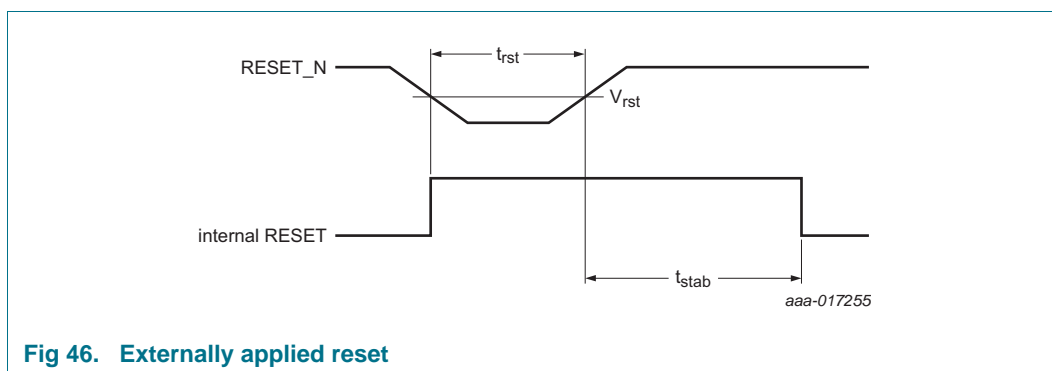 t_rst
RESET_N
V_rst
internal RESET
t_stab
aaa-017255
Fig 46. Externally applied reset